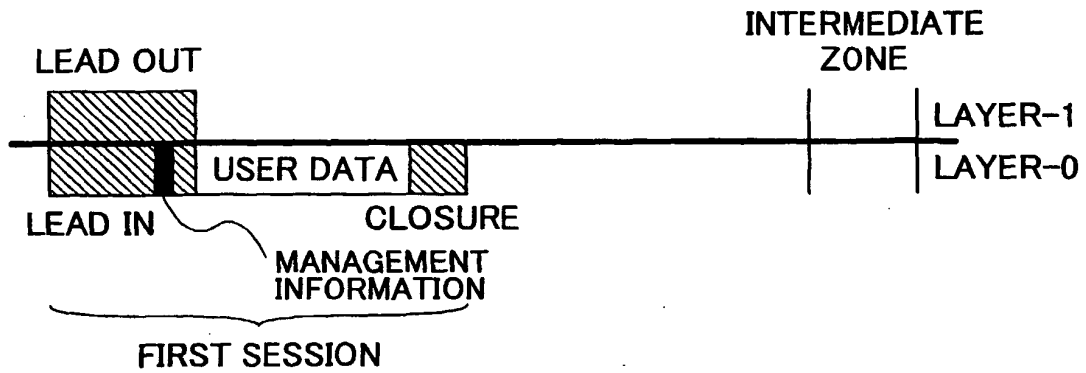 INTERMEDIATE
ZONE
LEAD OUT
LAYER-1
USER DATA
LAYER-0
LEAD IN
CLOSURE
MANAGEMENT
INFORMATION
FIRST SESSION